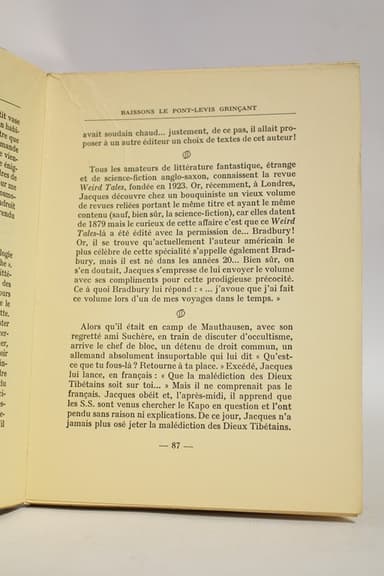 BAISSONS LE PONT-LEVIS GRINÇANT
avait soudain chaud... justement, de ce pas, il allait pro-
poser à un autre éditeur un choix de textes de cet auteur!
Tous les amateurs de littérature fantastique, étrange
et de science-fiction anglo-saxon, connaissent la revue
Weird Tales, fondée en 1923. Or, récemment, à Londres,
Jacques découvre chez un bouquiniste un vieux volume
de revues reliées portant le même titre et ayant le même
contenu (sauf, bien sûr, la science-fiction), car elles datent
de 1879 mais le curieux de cette affaire c'est que ce Weird
Tales-là a été édité avec la permission de... Bradbury!
Or, il se trouve qu'actuellement l'auteur américain le
plus célèbre de cette spécialité s'appelle également Brad-
bury, mais il est né dans les années 20... Bien sûr, on
s'en doutait, Jacques s'empresse de lui envoyer le volume
avec ses compliments pour cette prodigieuse précocité.
Ce à quoi Bradbury lui répond : « ... j'avoue que j'ai fait
ce volume lors d'un de mes voyages dans le temps. »
Alors qu'il était en camp de Mauthausen, avec son
regretté ami Suchère, en train de discuter d'occultisme,
arrive le chef de bloc, un détenu de droit commun, un
allemand absolument insuportable qui lui dit « Qu'est-
ce que tu fous-là? Retourne à ta place. » Excédé, Jacques
lui lance, en français : « Que la malédiction des Dieux
Tibétains soit sur toi... » Mais il ne comprenait pas le
français. Jacques obéit et, l'après-midi, il apprend que
les S.S. sont venus chercher le Kapo en question et l'ont
pendu sans raison ni explications. De ce jour, Jacques n'a
jamais plus osé jeter la malédiction des Dieux Tibétains.
— 87 —